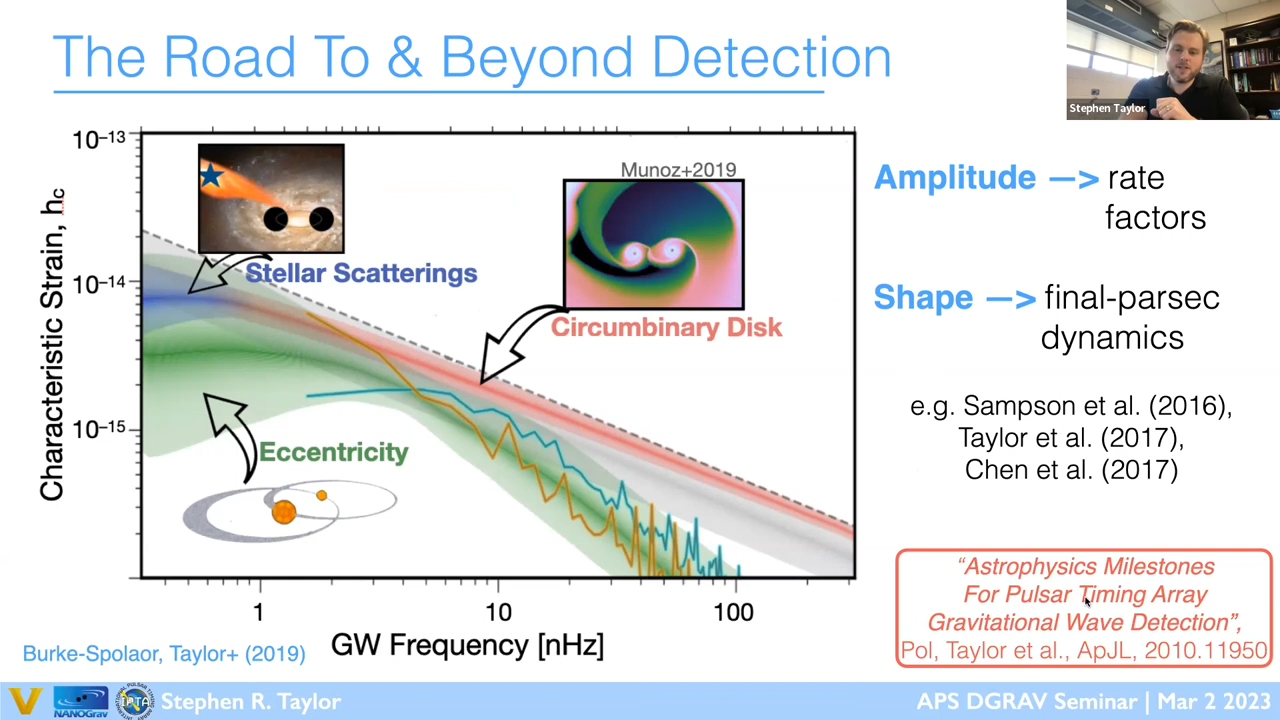 The Road To & Beyond Detection
Stephen Taylor
10⁻¹³
10⁻¹⁴
10⁻¹⁵
Characteristic Strain, hc
Munoz+2019
Stellar Scatterings
Circumbinary Disk
Eccentricity
1
10
100
GW Frequency [nHz]
Amplitude —> rate
factors
Shape —> final-parsec
dynamics
e.g. Sampson et al. (2016),
Taylor et al. (2017),
Chen et al. (2017)
“Astrophysics Milestones
For Pulsar Timing Array
Gravitational Wave Detection”,
Pol, Taylor et al., ApJL, 2010.11950
Burke-Spolaor, Taylor+ (2019)
V
NANOGrav
IPTA
Stephen R. Taylor
APS DGRAV Seminar | Mar 2 2023